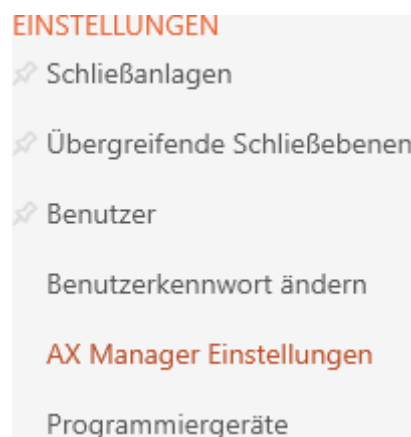 EINSTELLUNGEN
Schließanlagen
Übergreifende Schließebenen
Benutzer
Benutzerkennwort ändern
AX Manager Einstellungen
Programmiergeräte